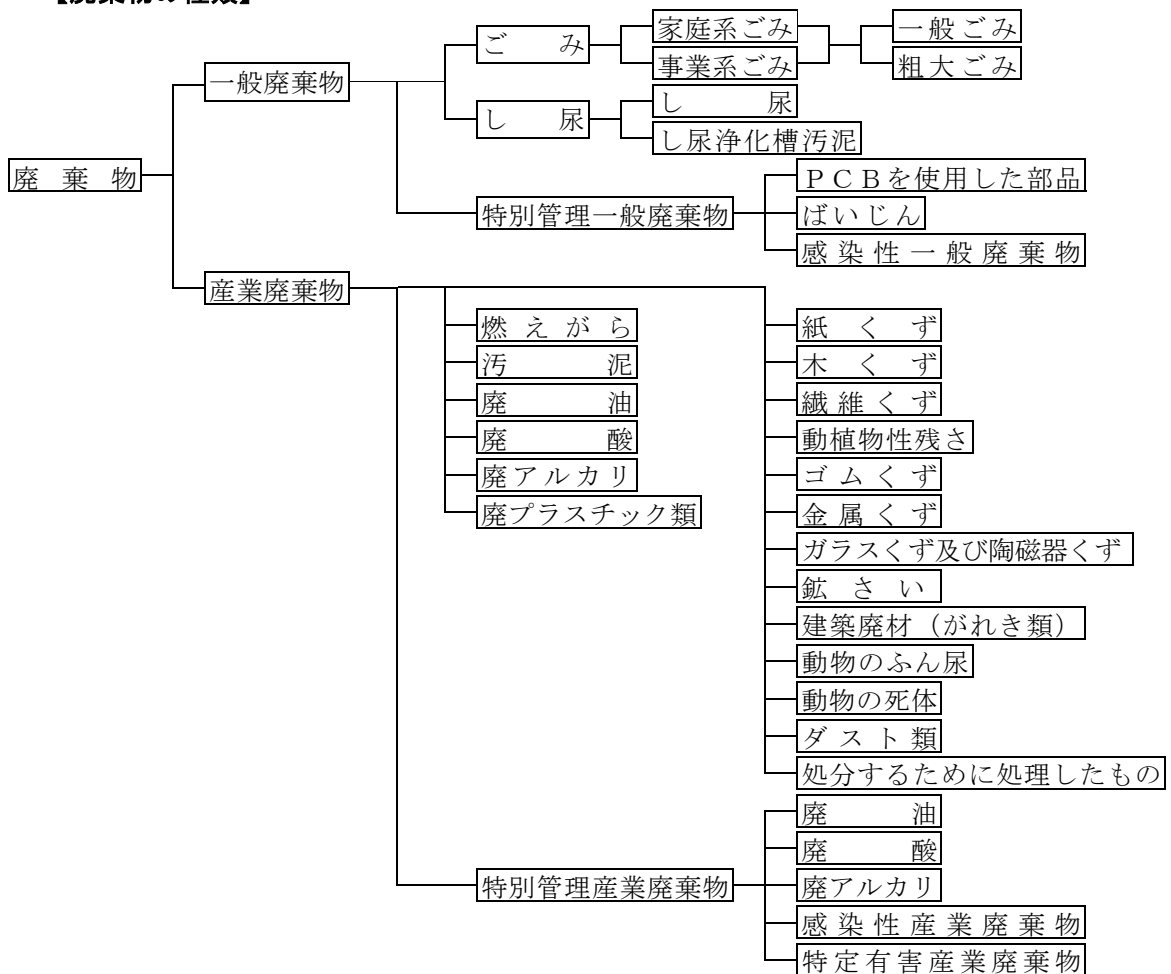 【廃棄物の種類】
ごみ
家庭系ごみ
事業系ごみ
一般ごみ
粗大ごみ
一般廃棄物
し尿
し尿
し尿浄化槽汚泥
廃棄物
特別管理一般廃棄物
ＰＣＢを使用した部品
ばいじん
感染性一般廃棄物
産業廃棄物
燃えがら
汚泥
廃油
廃酸
廃アルカリ
廃プラスチック類
紙くず
木くず
繊維くず
動植物性残さ
ゴムくず
金属くず
ガラスくず及び陶磁器くず
鉱さい
建築廃材（がれき類）
動物のふん尿
動物の死体
ダスト類
処分するために処理したもの
特別管理産業廃棄物
廃油
廃酸
廃アルカリ
感染性産業廃棄物
特定有害産業廃棄物